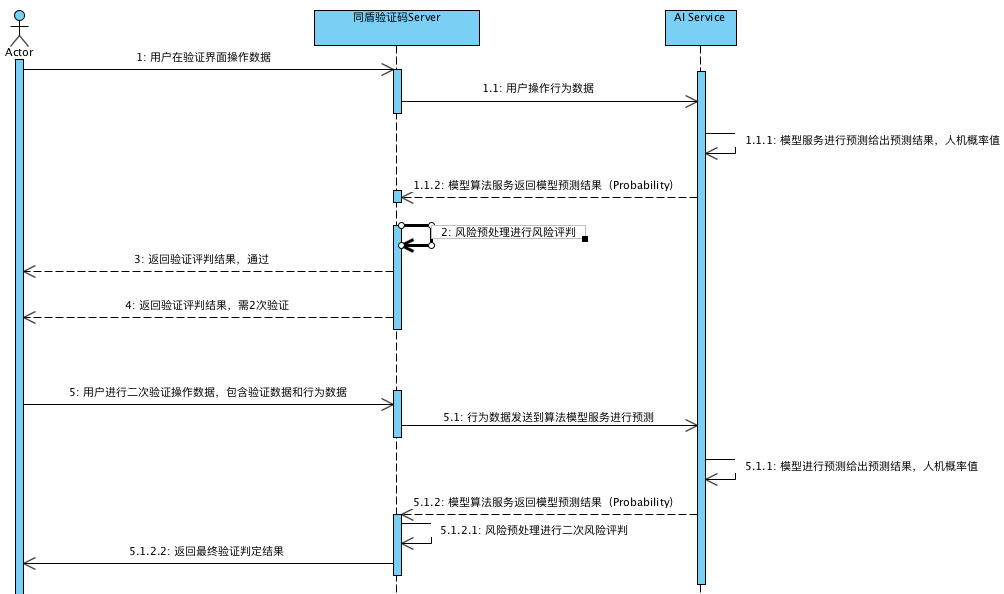 同盾验证码Server
AI Service
Actor
1: 用户在验证界面操作数据
1.1: 用户操作行为数据
1.1.1: 模型服务进行预测给出预测结果，人机概率值
1.1.2: 模型算法服务返回模型预测结果（Probability）
2: 风险预处理进行风险评判
3: 返回验证评判结果，通过
4: 返回验证评判结果，需2次验证
5: 用户进行二次验证操作数据，包含验证数据和行为数据
5.1: 行为数据发送到算法模型服务进行预测
5.1.1: 模型进行预测给出预测结果，人机概率值
5.1.2: 模型算法服务返回模型预测结果（Probability）
5.1.2.1: 风险预处理进行二次风险评判
5.1.2.2: 返回最终验证判定结果